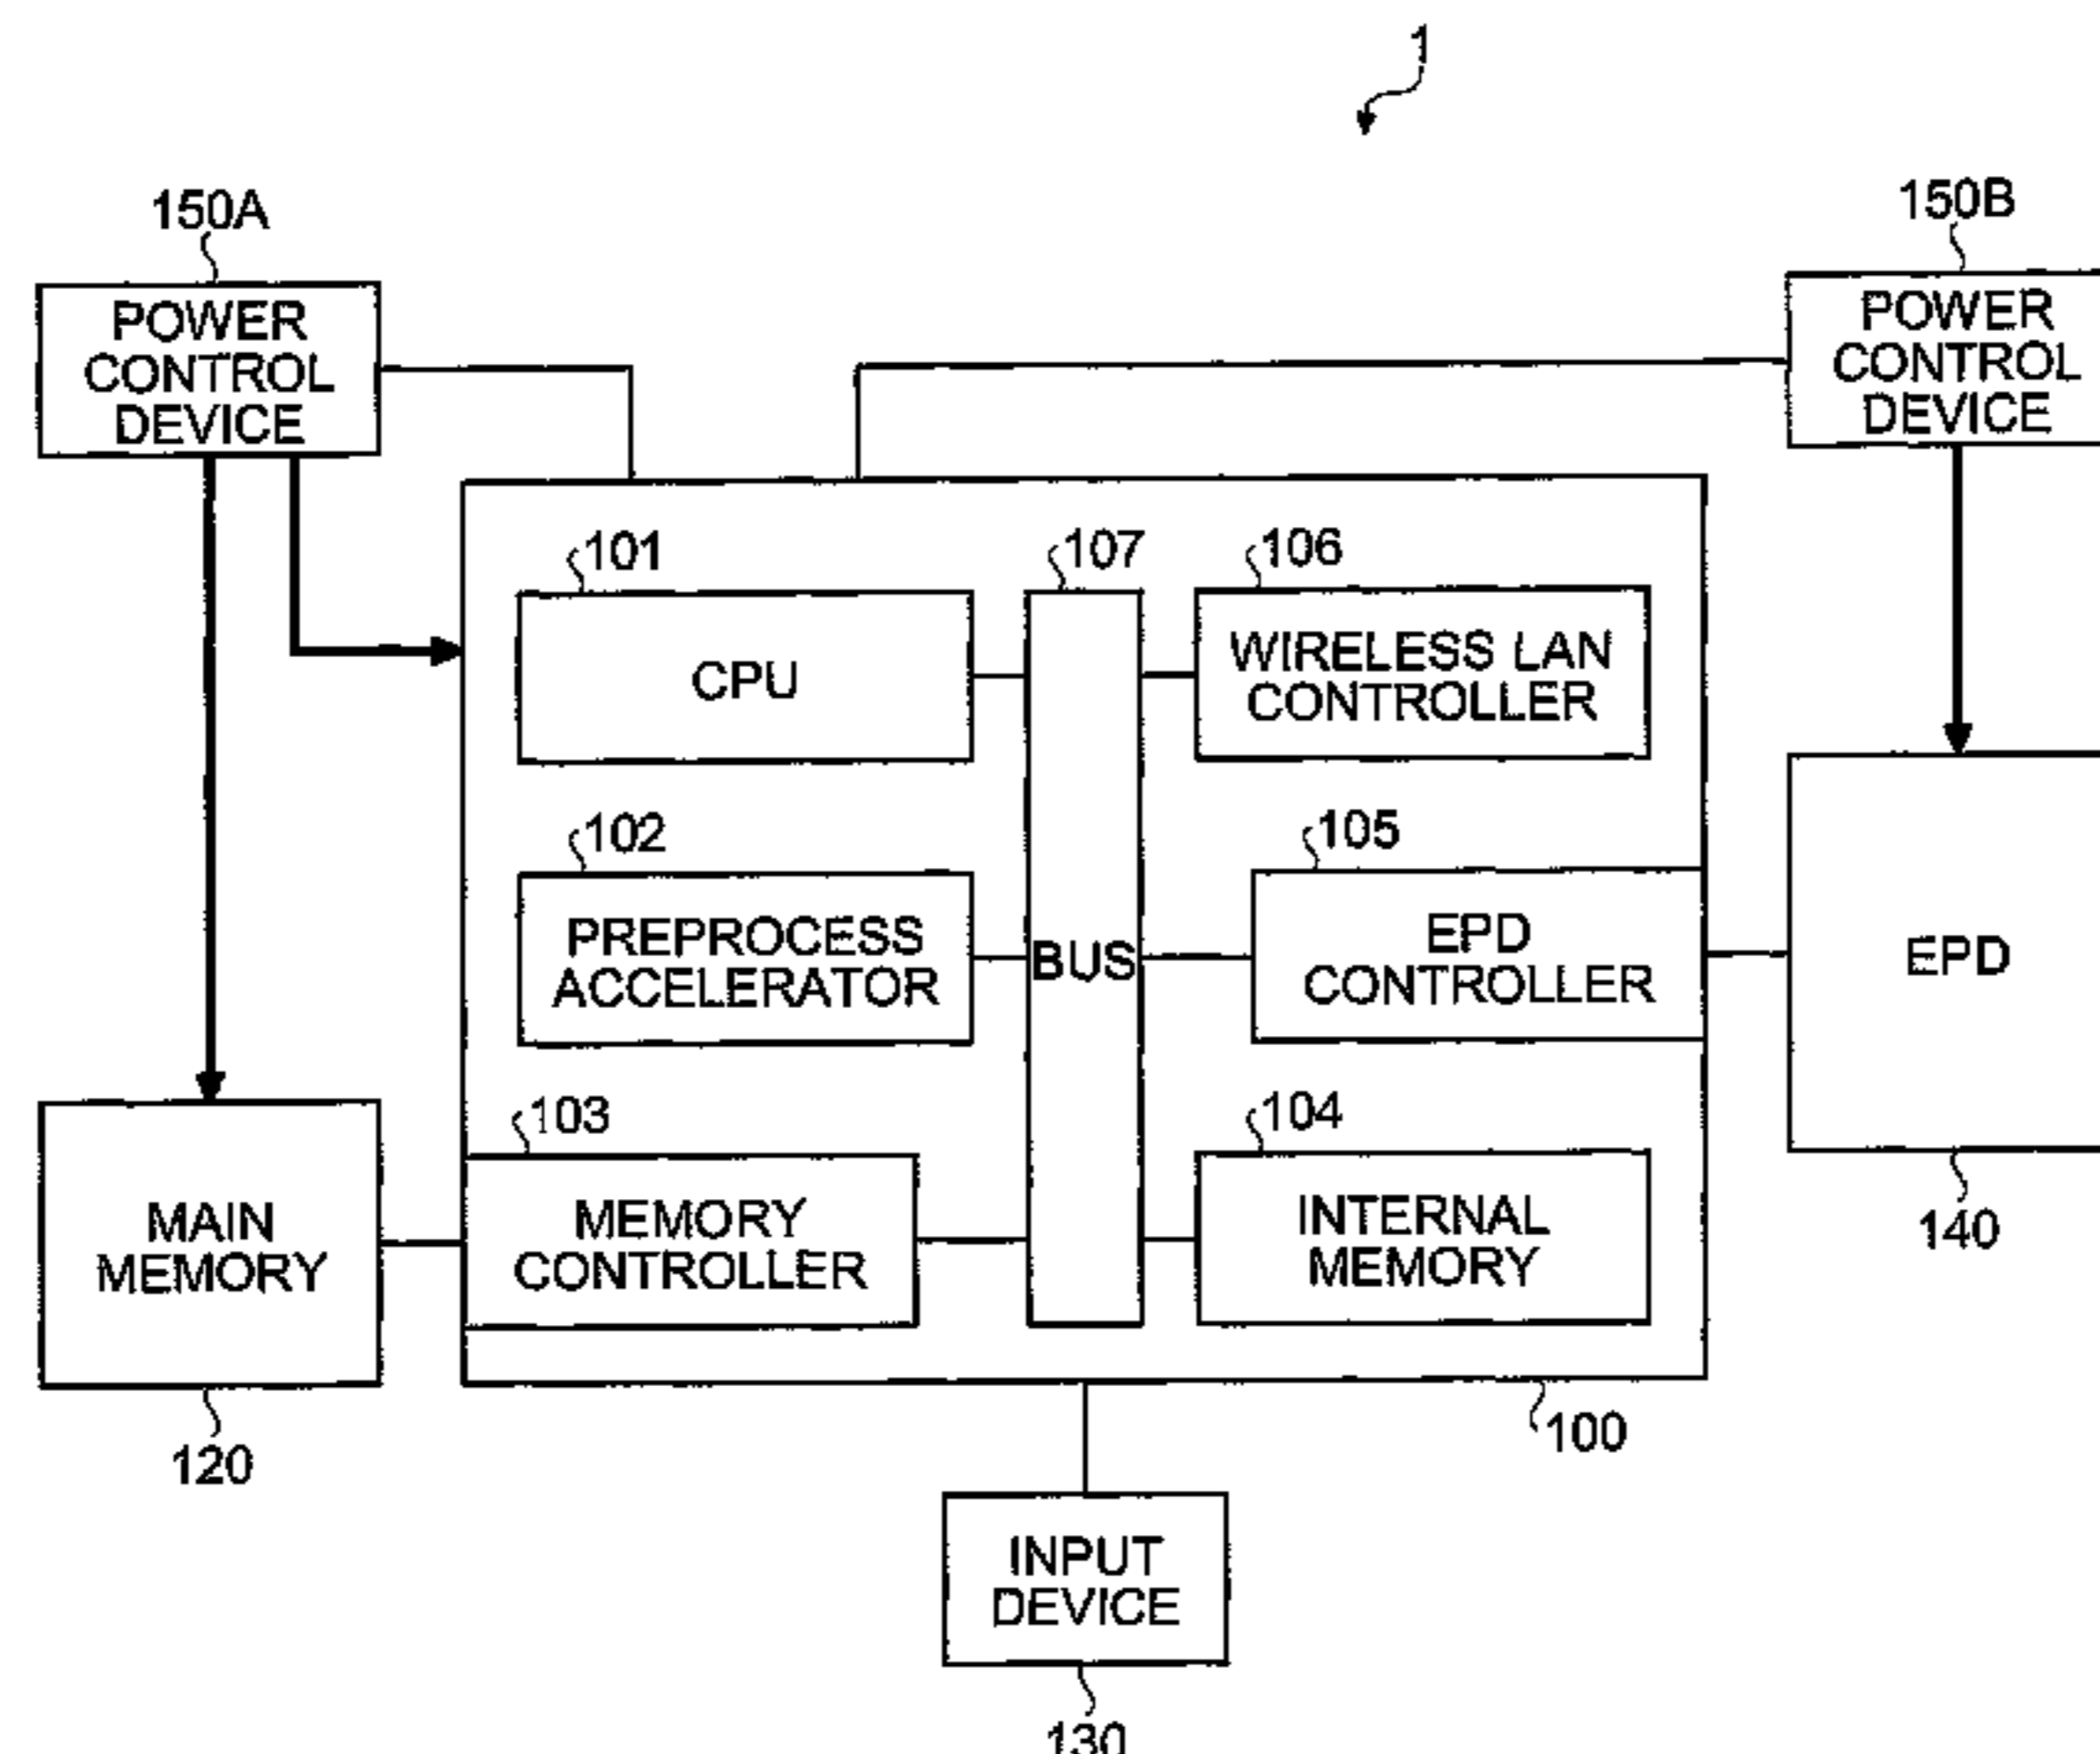 1
150A
POWER
CONTROL
DEVICE
150B
POWER
CONTROL
DEVICE
101
CPU
107
BUS
106
WIRELESS LAN
CONTROLLER
102
PREPROCESS
ACCELERATOR
105
EPD
CONTROLLER
EPD
140
103
MEMORY
CONTROLLER
104
INTERNAL
MEMORY
MAIN
MEMORY
120
100
INPUT
DEVICE
130